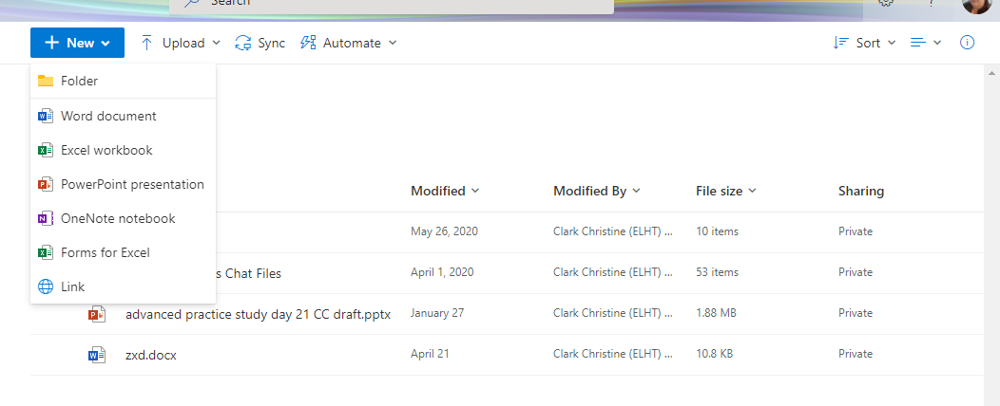 Search
New
Upload
Sync
Automate
Sort
Folder
Word document
Excel workbook
PowerPoint presentation
OneNote notebook
Forms for Excel
Link
Modified Modified By File size Sharing
May 26, 2020 Clark Christine (ELHT) ... 10 items Private
s Chat Files April 1, 2020 Clark Christine (ELHT) ... 53 items Private
advanced practice study day 21 CC draft.pptx January 27 Clark Christine (ELHT) ... 1.88 MB Private
zxd.docx April 21 Clark Christine (ELHT) ... 10.8 KB Private